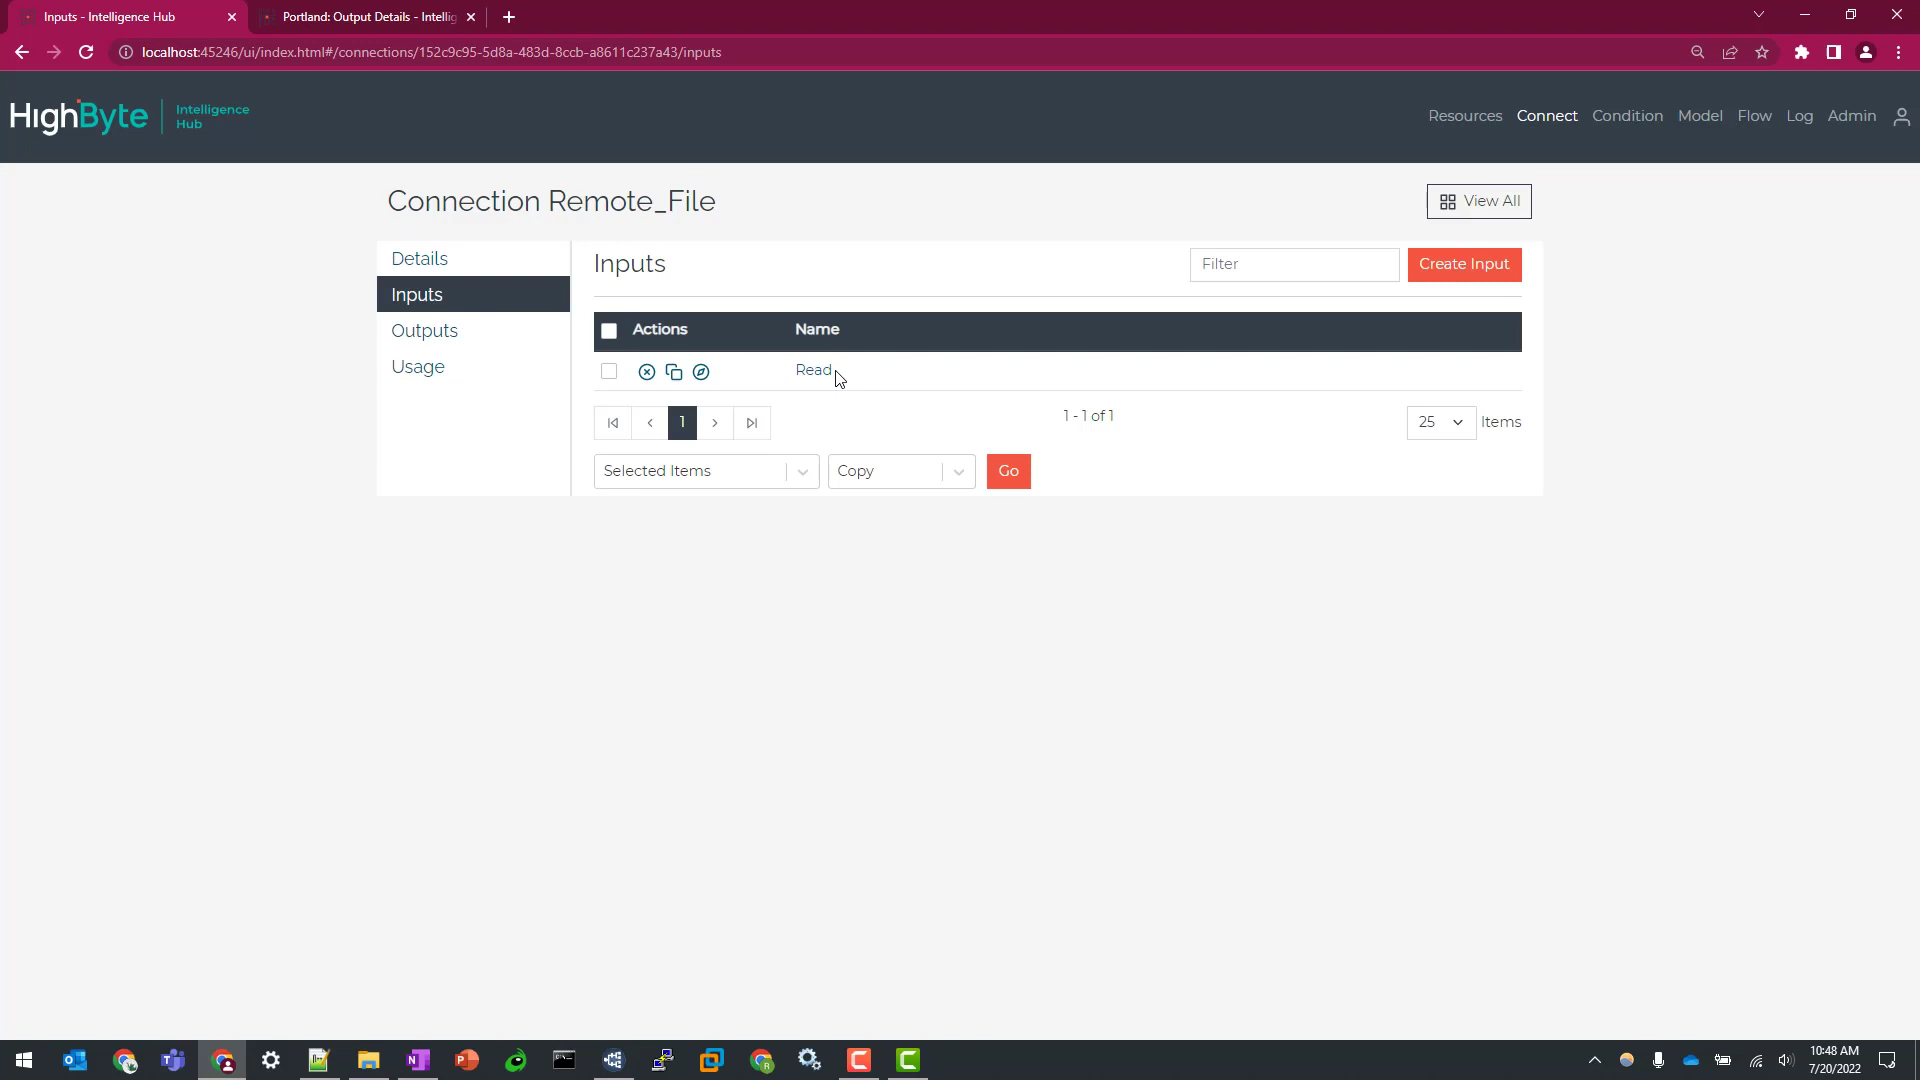 Inputs - Intelligence Hub
Portland: Output Details - Intellig
localhost:45246/ui/index.html#/connections/152c9c95-5d8a-483d-8ccb-a8611c237a43/inputs
HighByte
Intelligence
Hub
Resources Connect Condition Model Flow Log Admin
Connection Remote_File
View All
Details
Inputs
Outputs
Usage
Inputs
Filter
Create Input
Actions Name
Read
1
1 - 1 of 1
25
Items
Selected Items
Copy
Go
10:48 AM
7/20/2022